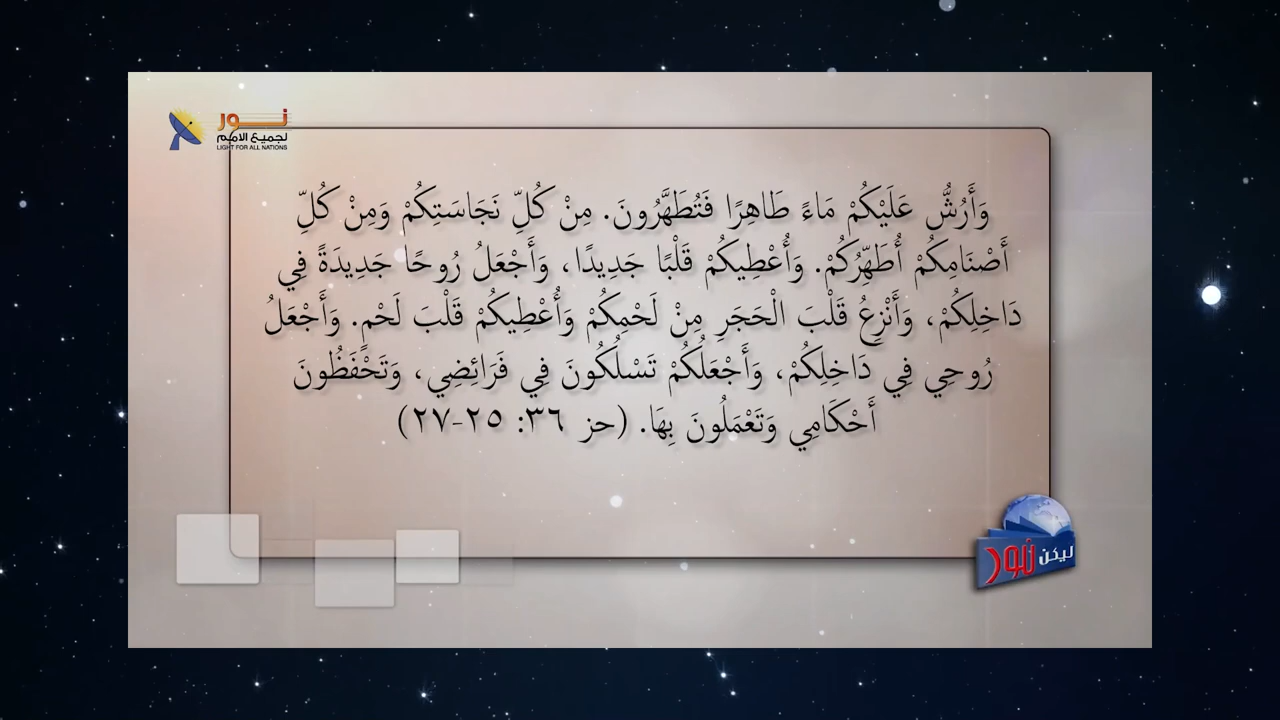 نور
لجميع الامم
LIGHT FOR ALL NATIONS
وَأَرُشُّ عَلَيْكُمْ مَاءً طَاهِرًا فَتُطَهَّرُونَ. مِنْ كُلِّ نَجَاسَتِكُمْ وَمِنْ كُلِّ
أَصْنَامِكُمْ أُطَهِّرُكُمْ. وَأُعْطِيكُمْ قَلْبًا جَدِيدًا، وَأَجْعَلُ رُوحًا جَدِيدَةً فِي
دَاخِلِكُمْ، وَأَنْزِعُ قَلْبَ الْحَجَرِ مِنْ لَحْمِكُمْ وَأُعْطِيكُمْ قَلْبَ لَحْمٍ. وَأَجْعَلُ
رُوحِي فِي دَاخِلِكُمْ، وَأَجْعَلُكُمْ تَسْلُكُونَ فِي فَرَائِضِي، وَتَحْفَظُونَ
أَحْكَامِي وَتَعْمَلُونَ بِهَا. (حز ٣٦: ٢٥-٢٧)
ليكن نور